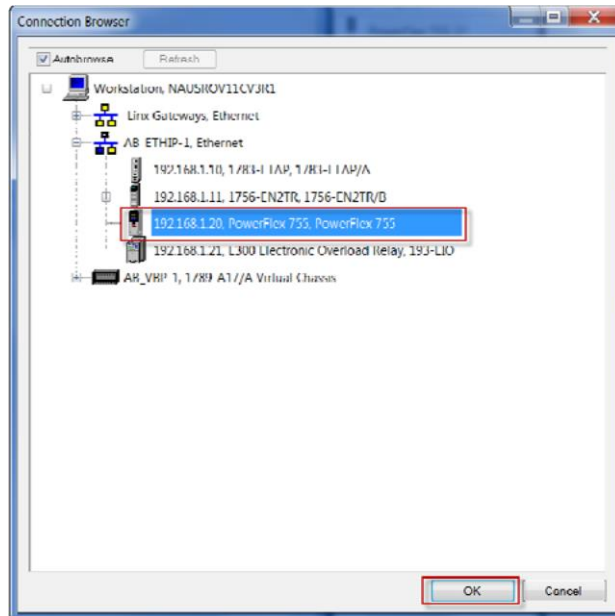 Connection Browser
Autobrowse
Refresh
Workstation, NAUSROV11CV3R1
Linx Gateways, Ethernet
AB_ETHIP-1, Ethernet
192.168.1.10, 1783-ETAP, 1783-ETAP/A
192.168.1.11, 1756-EN2TR, 1756-EN2TR/B
192.168.1.20, PowerFlex 755, PowerFlex 755
192.168.1.21, E300 Electronic Overload Relay, 193-EIO
AB_VBP-1, 1789-A17/A Virtual Chassis
OK
Cancel